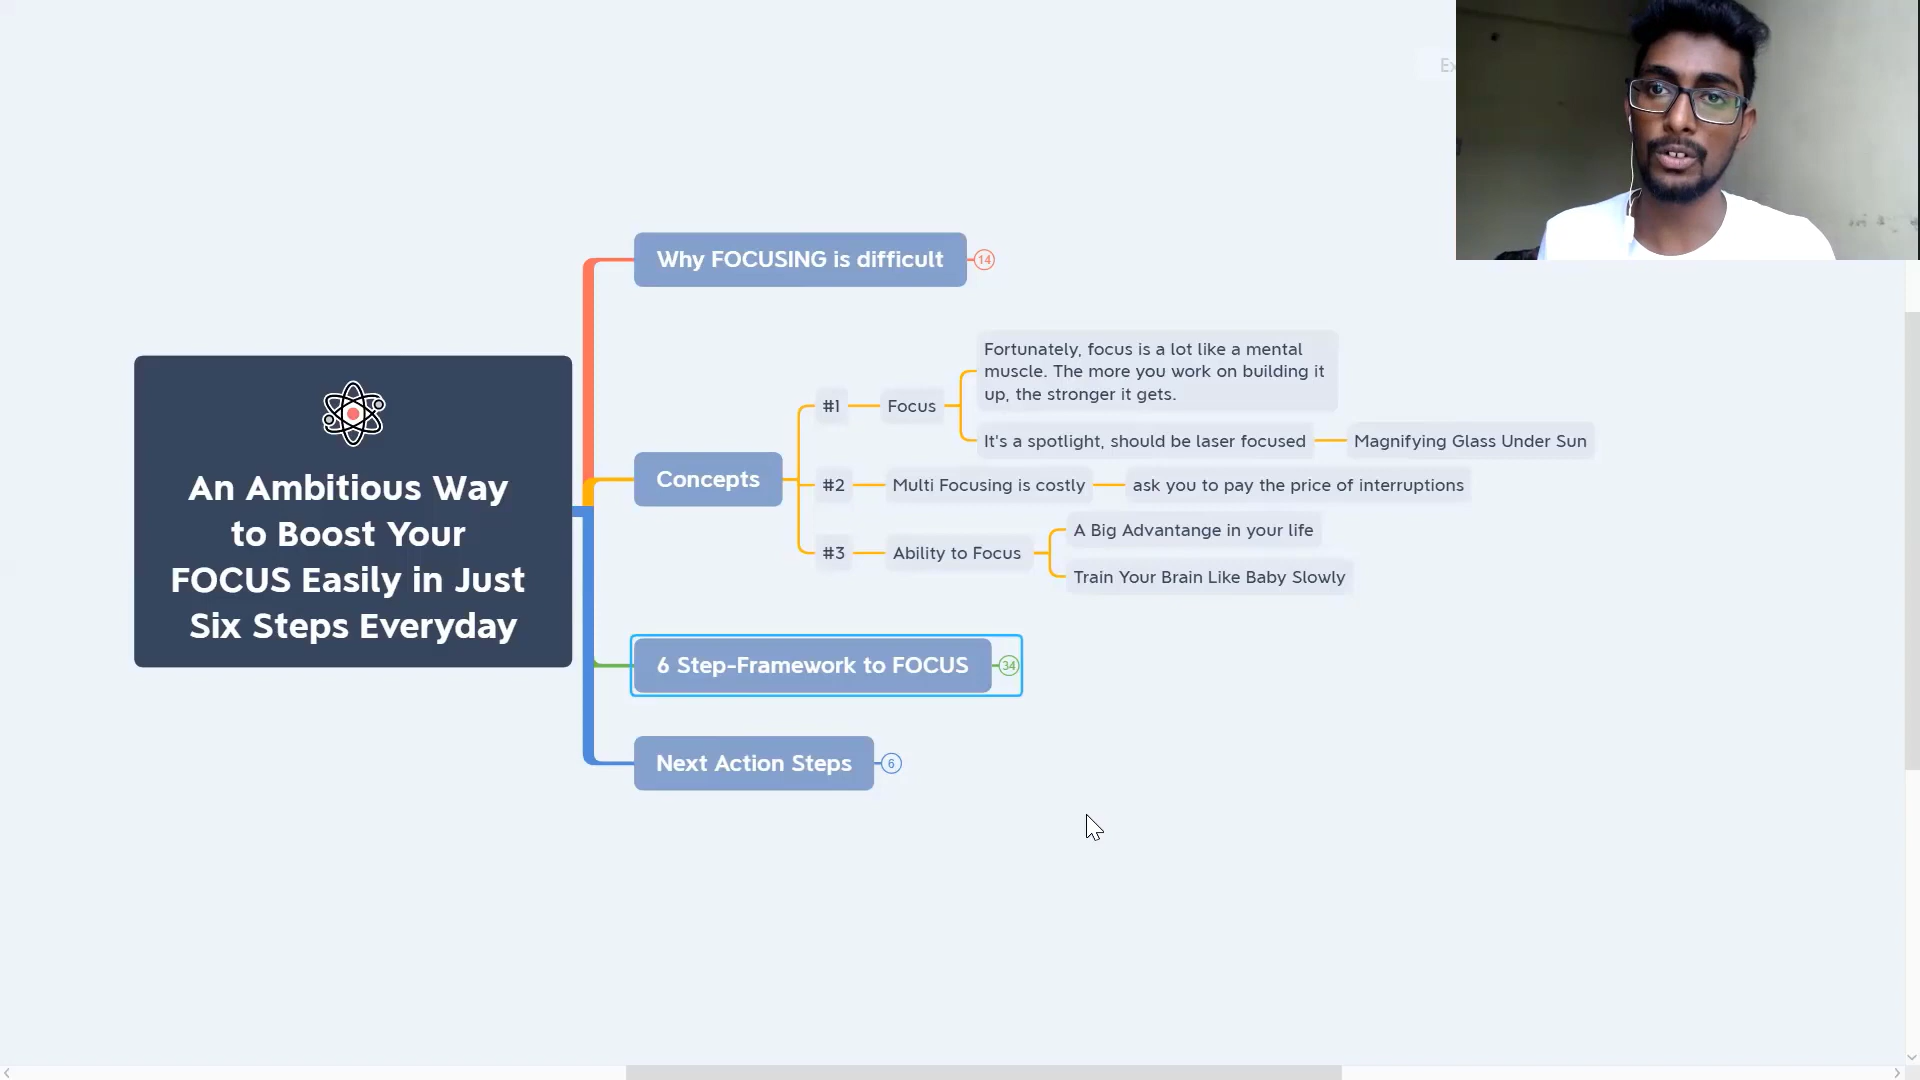 Ex
An Ambitious Way
to Boost Your
FOCUS Easily in Just
Six Steps Everyday
Why FOCUSING is difficult
14
Concepts
#1
Focus
Fortunately, focus is a lot like a mental
muscle. The more you work on building it
up, the stronger it gets.
It's a spotlight, should be laser focused
Magnifying Glass Under Sun
#2
Multi Focusing is costly
ask you to pay the price of interruptions
#3
Ability to Focus
A Big Advantange in your life
Train Your Brain Like Baby Slowly
6 Step-Framework to FOCUS
34
Next Action Steps
6